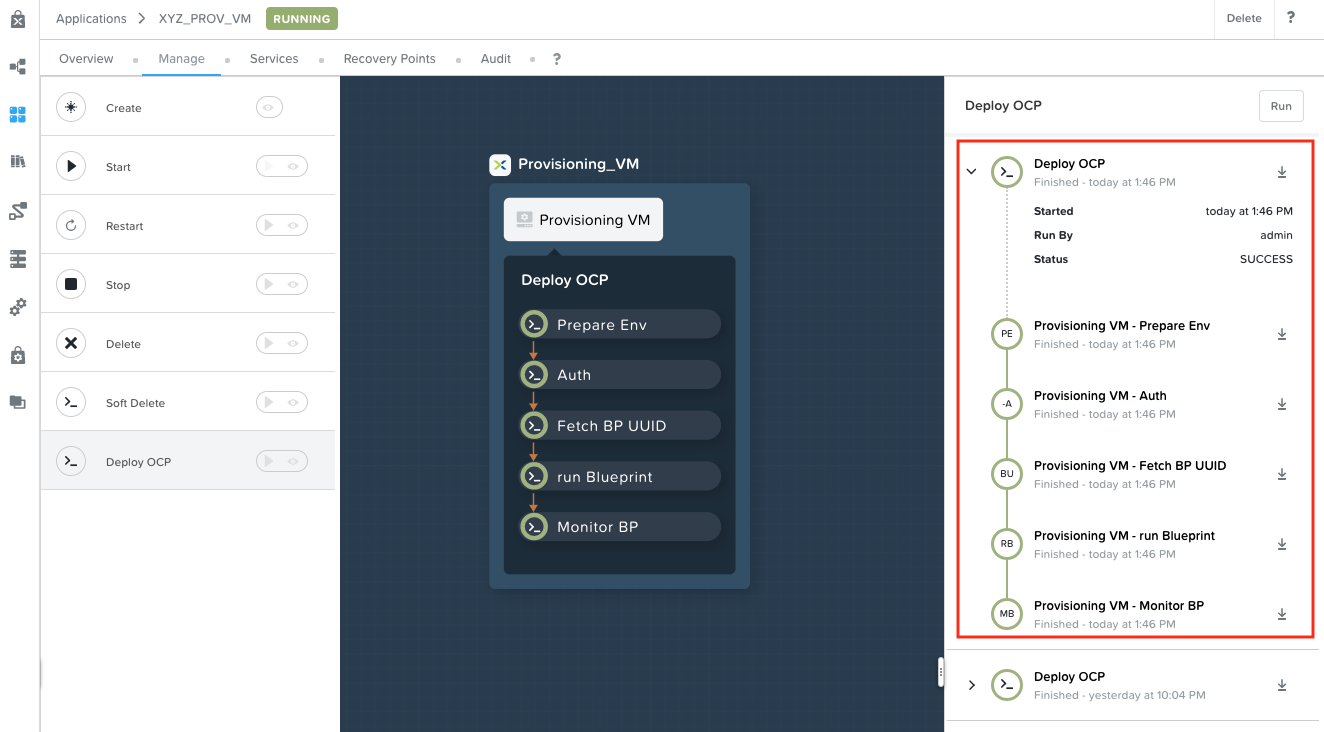 Applications > XYZ_PROV_VM RUNNING
Delete ?
Overview Manage Services Recovery Points Audit ?
Create
Start
Restart
Stop
Delete
Soft Delete
Deploy OCP
Provisioning_VM
Provisioning VM
Deploy OCP
Prepare Env
Auth
Fetch BP UUID
run Blueprint
Monitor BP
Deploy OCP Run
Deploy OCP
Finished - today at 1:46 PM
Started today at 1:46 PM
Run By admin
Status SUCCESS
PE Provisioning VM - Prepare Env
Finished - today at 1:46 PM
-A Provisioning VM - Auth
Finished - today at 1:46 PM
BU Provisioning VM - Fetch BP UUID
Finished - today at 1:46 PM
RB Provisioning VM - run Blueprint
Finished - today at 1:46 PM
MB Provisioning VM - Monitor BP
Finished - today at 1:46 PM
Deploy OCP
Finished - yesterday at 10:04 PM